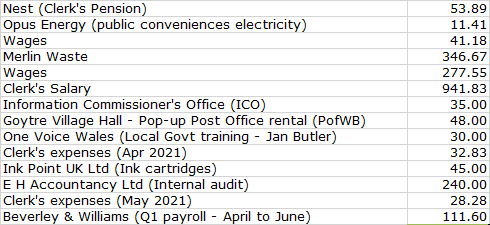 Nest (Clerk's Pension) 53.89
Opus Energy (public conveniences electricity) 11.41
Wages 41.18
Merlin Waste 346.67
Wages 277.55
Clerk's Salary 941.83
Information Commissioner's Office (ICO) 35.00
Goytre Village Hall - Pop-up Post Office rental (PofWB) 48.00
One Voice Wales (Local Govt training - Jan Butler) 30.00
Clerk's expenses (Apr 2021) 32.83
Ink Point UK Ltd (Ink cartridges) 45.00
E H Accountancy Ltd (Internal audit) 240.00
Clerk's expenses (May 2021) 28.28
Beverley & Williams (Q1 payroll - April to June) 111.60